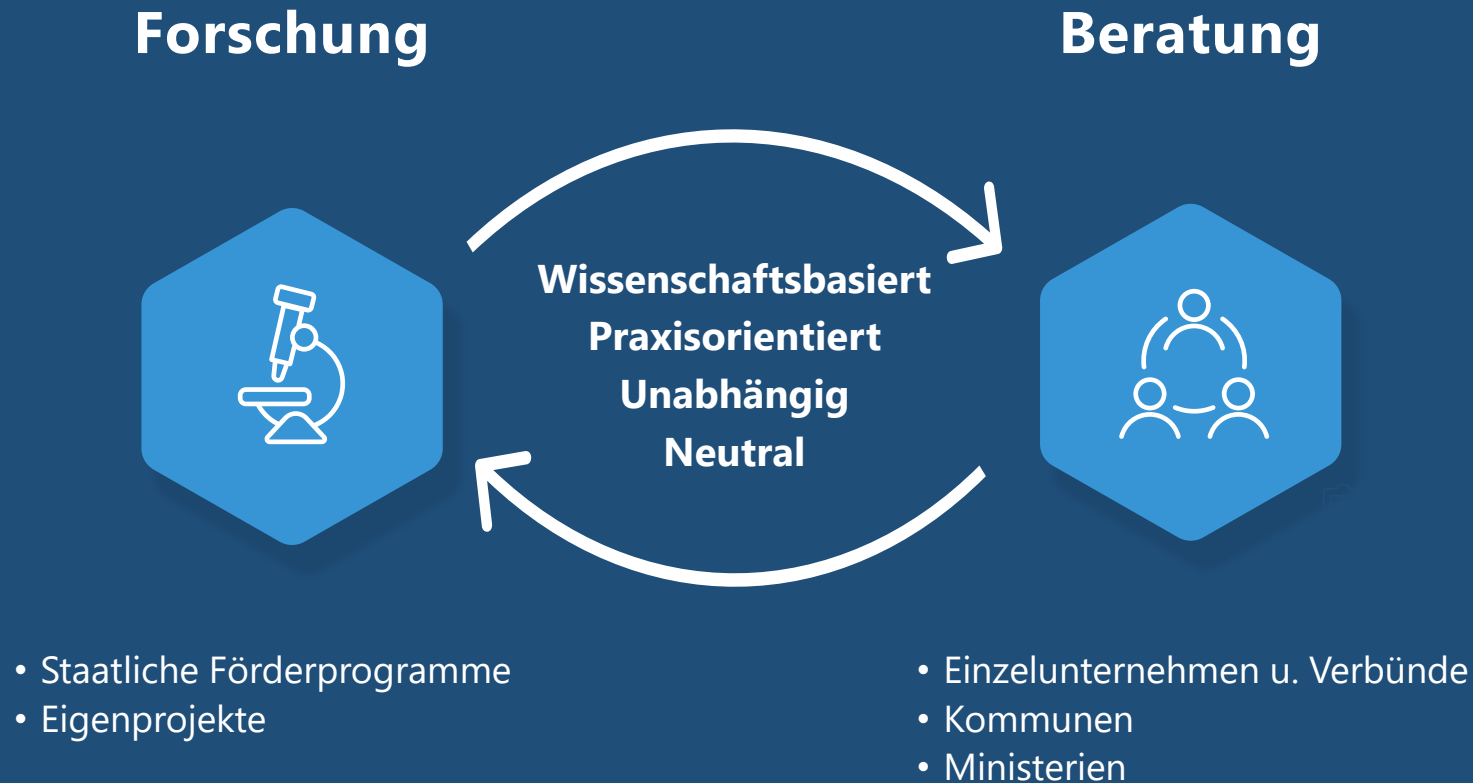 Forschung
Beratung
Wissenschaftsbasiert
Praxisorientiert
Unabhängig
Neutral
• Staatliche Förderprogramme
• Eigenprojekte
• Einzelunternehmen u. Verbünde
• Kommunen
• Ministerien